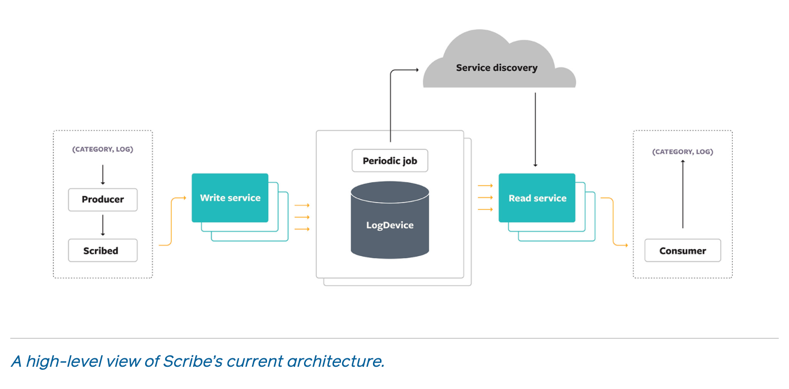 Service discovery
(CATEGORY, LOG)
Producer
Scribed
Write service
Periodic job
LogDevice
Read service
(CATEGORY, LOG)
Consumer
A high-level view of Scribe's current architecture.